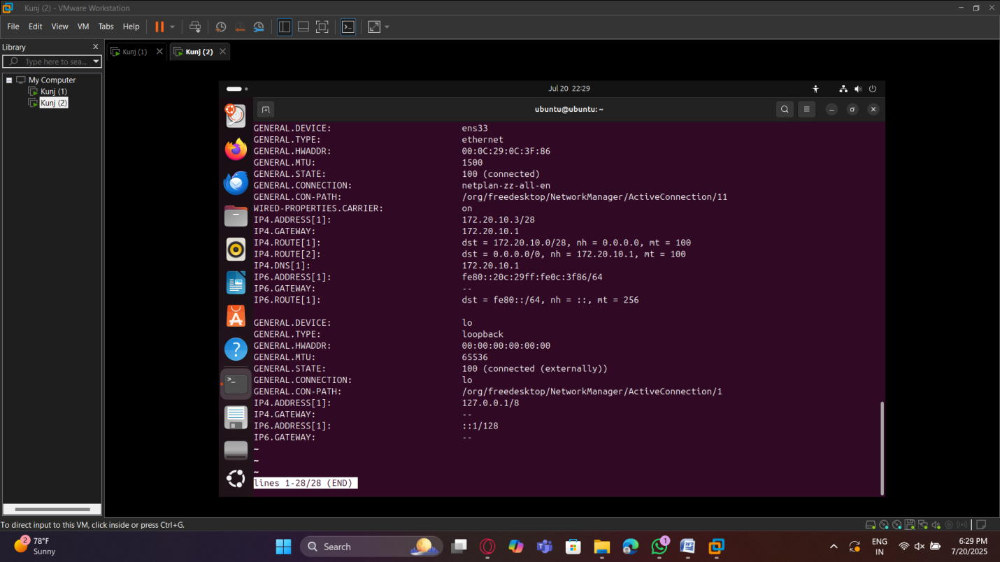 Kunj (2) - VMware Workstation
File Edit View VM Tabs Help
Library
Type here to sea...
My Computer
Kunj (1)
Kunj (2)
Kunj (1)
Kunj (2)
Jul 20 22:29
ubuntu@ubuntu: ~
GENERAL.DEVICE: ens33
GENERAL.TYPE: ethernet
GENERAL.HWADDR: 00:0C:29:0C:3F:86
GENERAL.MTU: 1500
GENERAL.STATE: 100 (connected)
GENERAL.CONNECTION: netplan-zz-all-en
GENERAL.CON-PATH: /org/freedesktop/NetworkManager/ActiveConnection/11
WIRED-PROPERTIES.CARRIER: on
IP4.ADDRESS[1]: 172.20.10.3/28
IP4.GATEWAY: 172.20.10.1
IP4.ROUTE[1]: dst = 172.20.10.0/28, nh = 0.0.0.0, mt = 100
IP4.ROUTE[2]: dst = 0.0.0.0/0, nh = 172.20.10.1, mt = 100
IP4.DNS[1]: 172.20.10.1
IP6.ADDRESS[1]: fe80::20c:29ff:fe0c:3f86/64
IP6.GATEWAY: --
IP6.ROUTE[1]: dst = fe80::/64, nh = ::, mt = 256
GENERAL.DEVICE: lo
GENERAL.TYPE: loopback
GENERAL.HWADDR: 00:00:00:00:00:00
GENERAL.MTU: 65536
GENERAL.STATE: 100 (connected (externally))
GENERAL.CONNECTION: lo
GENERAL.CON-PATH: /org/freedesktop/NetworkManager/ActiveConnection/1
IP4.ADDRESS[1]: 127.0.0.1/8
IP4.GATEWAY: --
IP6.ADDRESS[1]: ::1/128
IP6.GATEWAY: --
~
~
~
lines 1-28/28 (END)
To direct input to this VM, click inside or press Ctrl+G.
2
78°F
Sunny
Search
1
ENG
IN
6:29 PM
7/20/2025